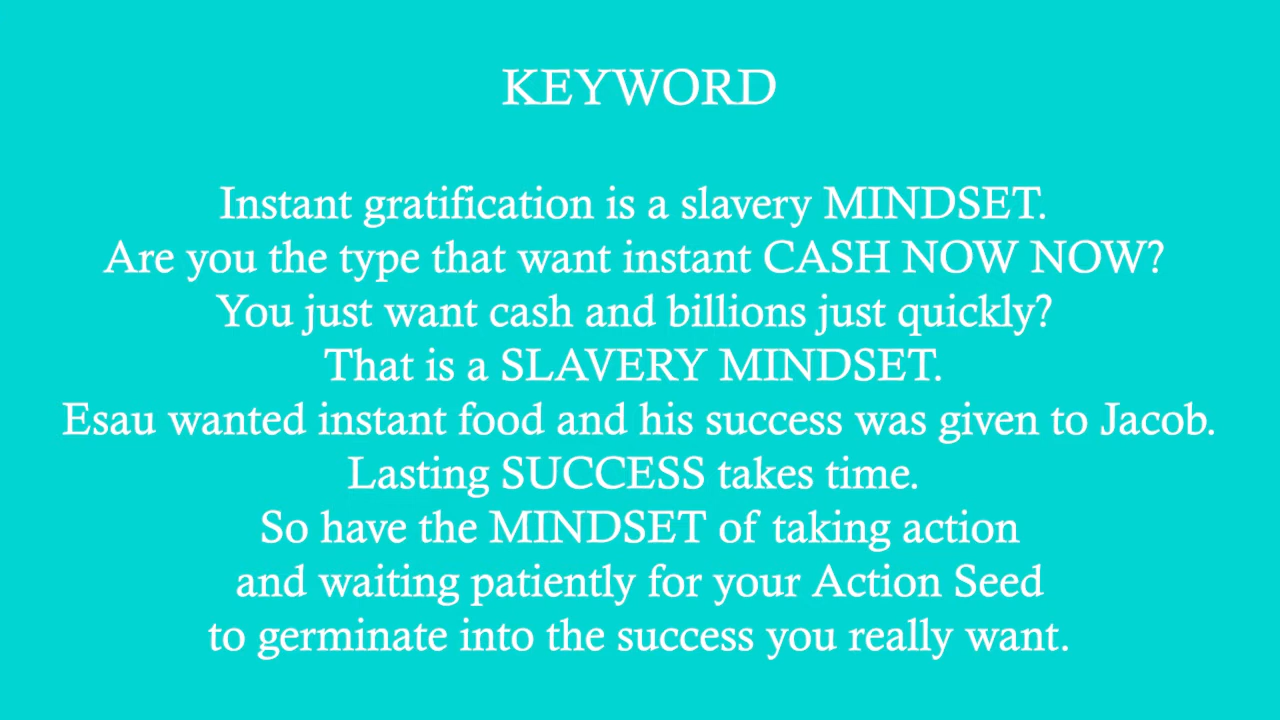 KEYWORD
Instant gratification is a slavery MINDSET.
Are you the type that want instant CASH NOW NOW?
You just want cash and billions just quickly?
That is a SLAVERY MINDSET.
Esau wanted instant food and his success was given to Jacob.
Lasting SUCCESS takes time.
So have the MINDSET of taking action
and waiting patiently for your Action Seed
to germinate into the success you really want.